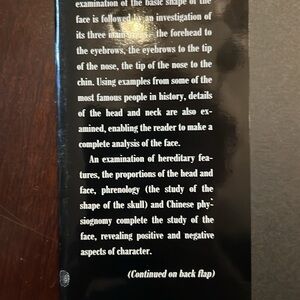 examination of the basic shape of the
face is followed by an investigation of
its three main — the forehead to
the eyebrows, the eyebrows to the tip
of the nose, the tip of the nose to the
chin. Using examples from some of the
most famous people in history, details
of the head and neck are also ex-
amined, enabling the reader to make a
complete analysis of the face.
An examination of hereditary fea-
tures, the proportions of the head and
face, phrenology (the study of the
shape of the skull) and Chinese phy-
siognomy complete the study of the
face, revealing positive and negative
aspects of character.
(Continued on back flap)